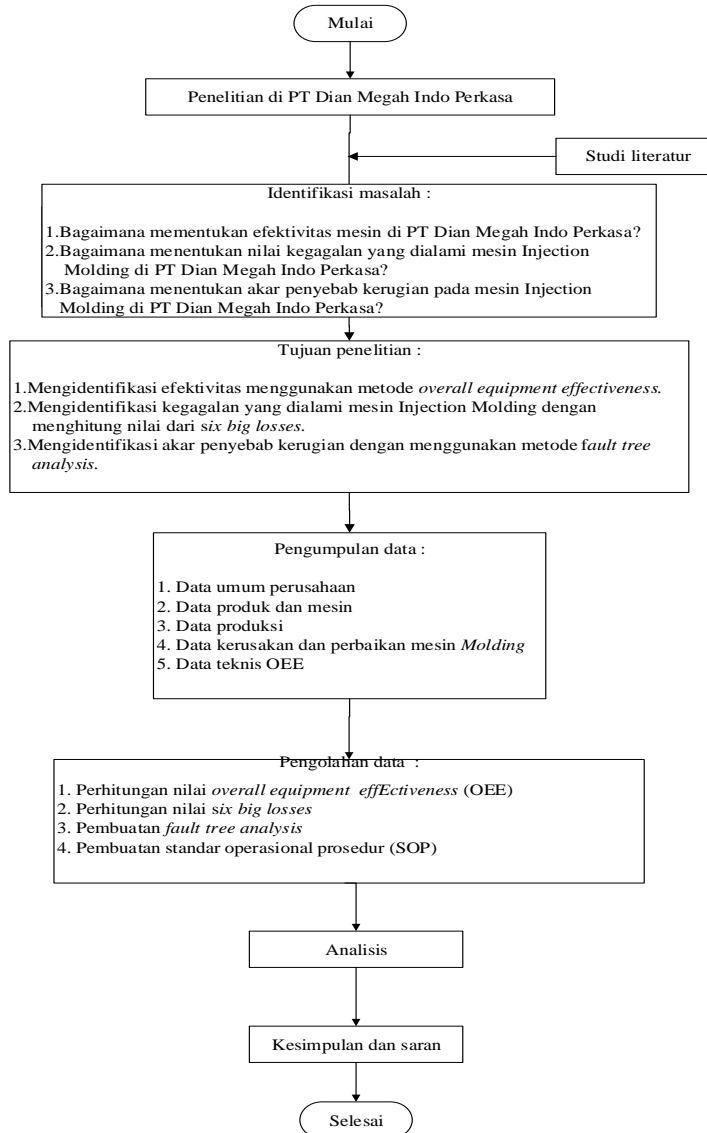 Mulai
Penelitian di PT Dian Megah Indo Perkasa
Studi literatur
Identifikasi masalah :
1.Bagaimana mementukan efektivitas mesin di PT Dian Megah Indo Perkasa?
2.Bagaimana menentukan nilai kegagalan yang dialami mesin Injection
Molding di PT Dian Megah Indo Perkasa?
3.Bagaimana menentukan akar penyebab kerugian pada mesin Injection
Molding di PT Dian Megah Indo Perkasa?
Tujuan penelitian :
1.Mengidentifikasi efektivitas menggunakan metode overall equipment effectiveness.
2.Mengidentifikasi kegagalan yang dialami mesin Injection Molding dengan
menghitung nilai dari six big losses.
3.Mengidentifikasi akar penyebab kerugian dengan menggunakan metode fault tree
analysis.
Pengumpulan data :
1. Data umum perusahaan
2. Data produk dan mesin
3. Data produksi
4. Data kerusakan dan perbaikan mesin Molding
5. Data teknis OEE
Pengolahan data :
1. Perhitungan nilai overall equipment effEctiveness (OEE)
2. Perhitungan nilai six big losses
3. Pembuatan fault tree analysis
4. Pembuatan standar operasional prosedur (SOP)
Analisis
Kesimpulan dan saran
Selesai